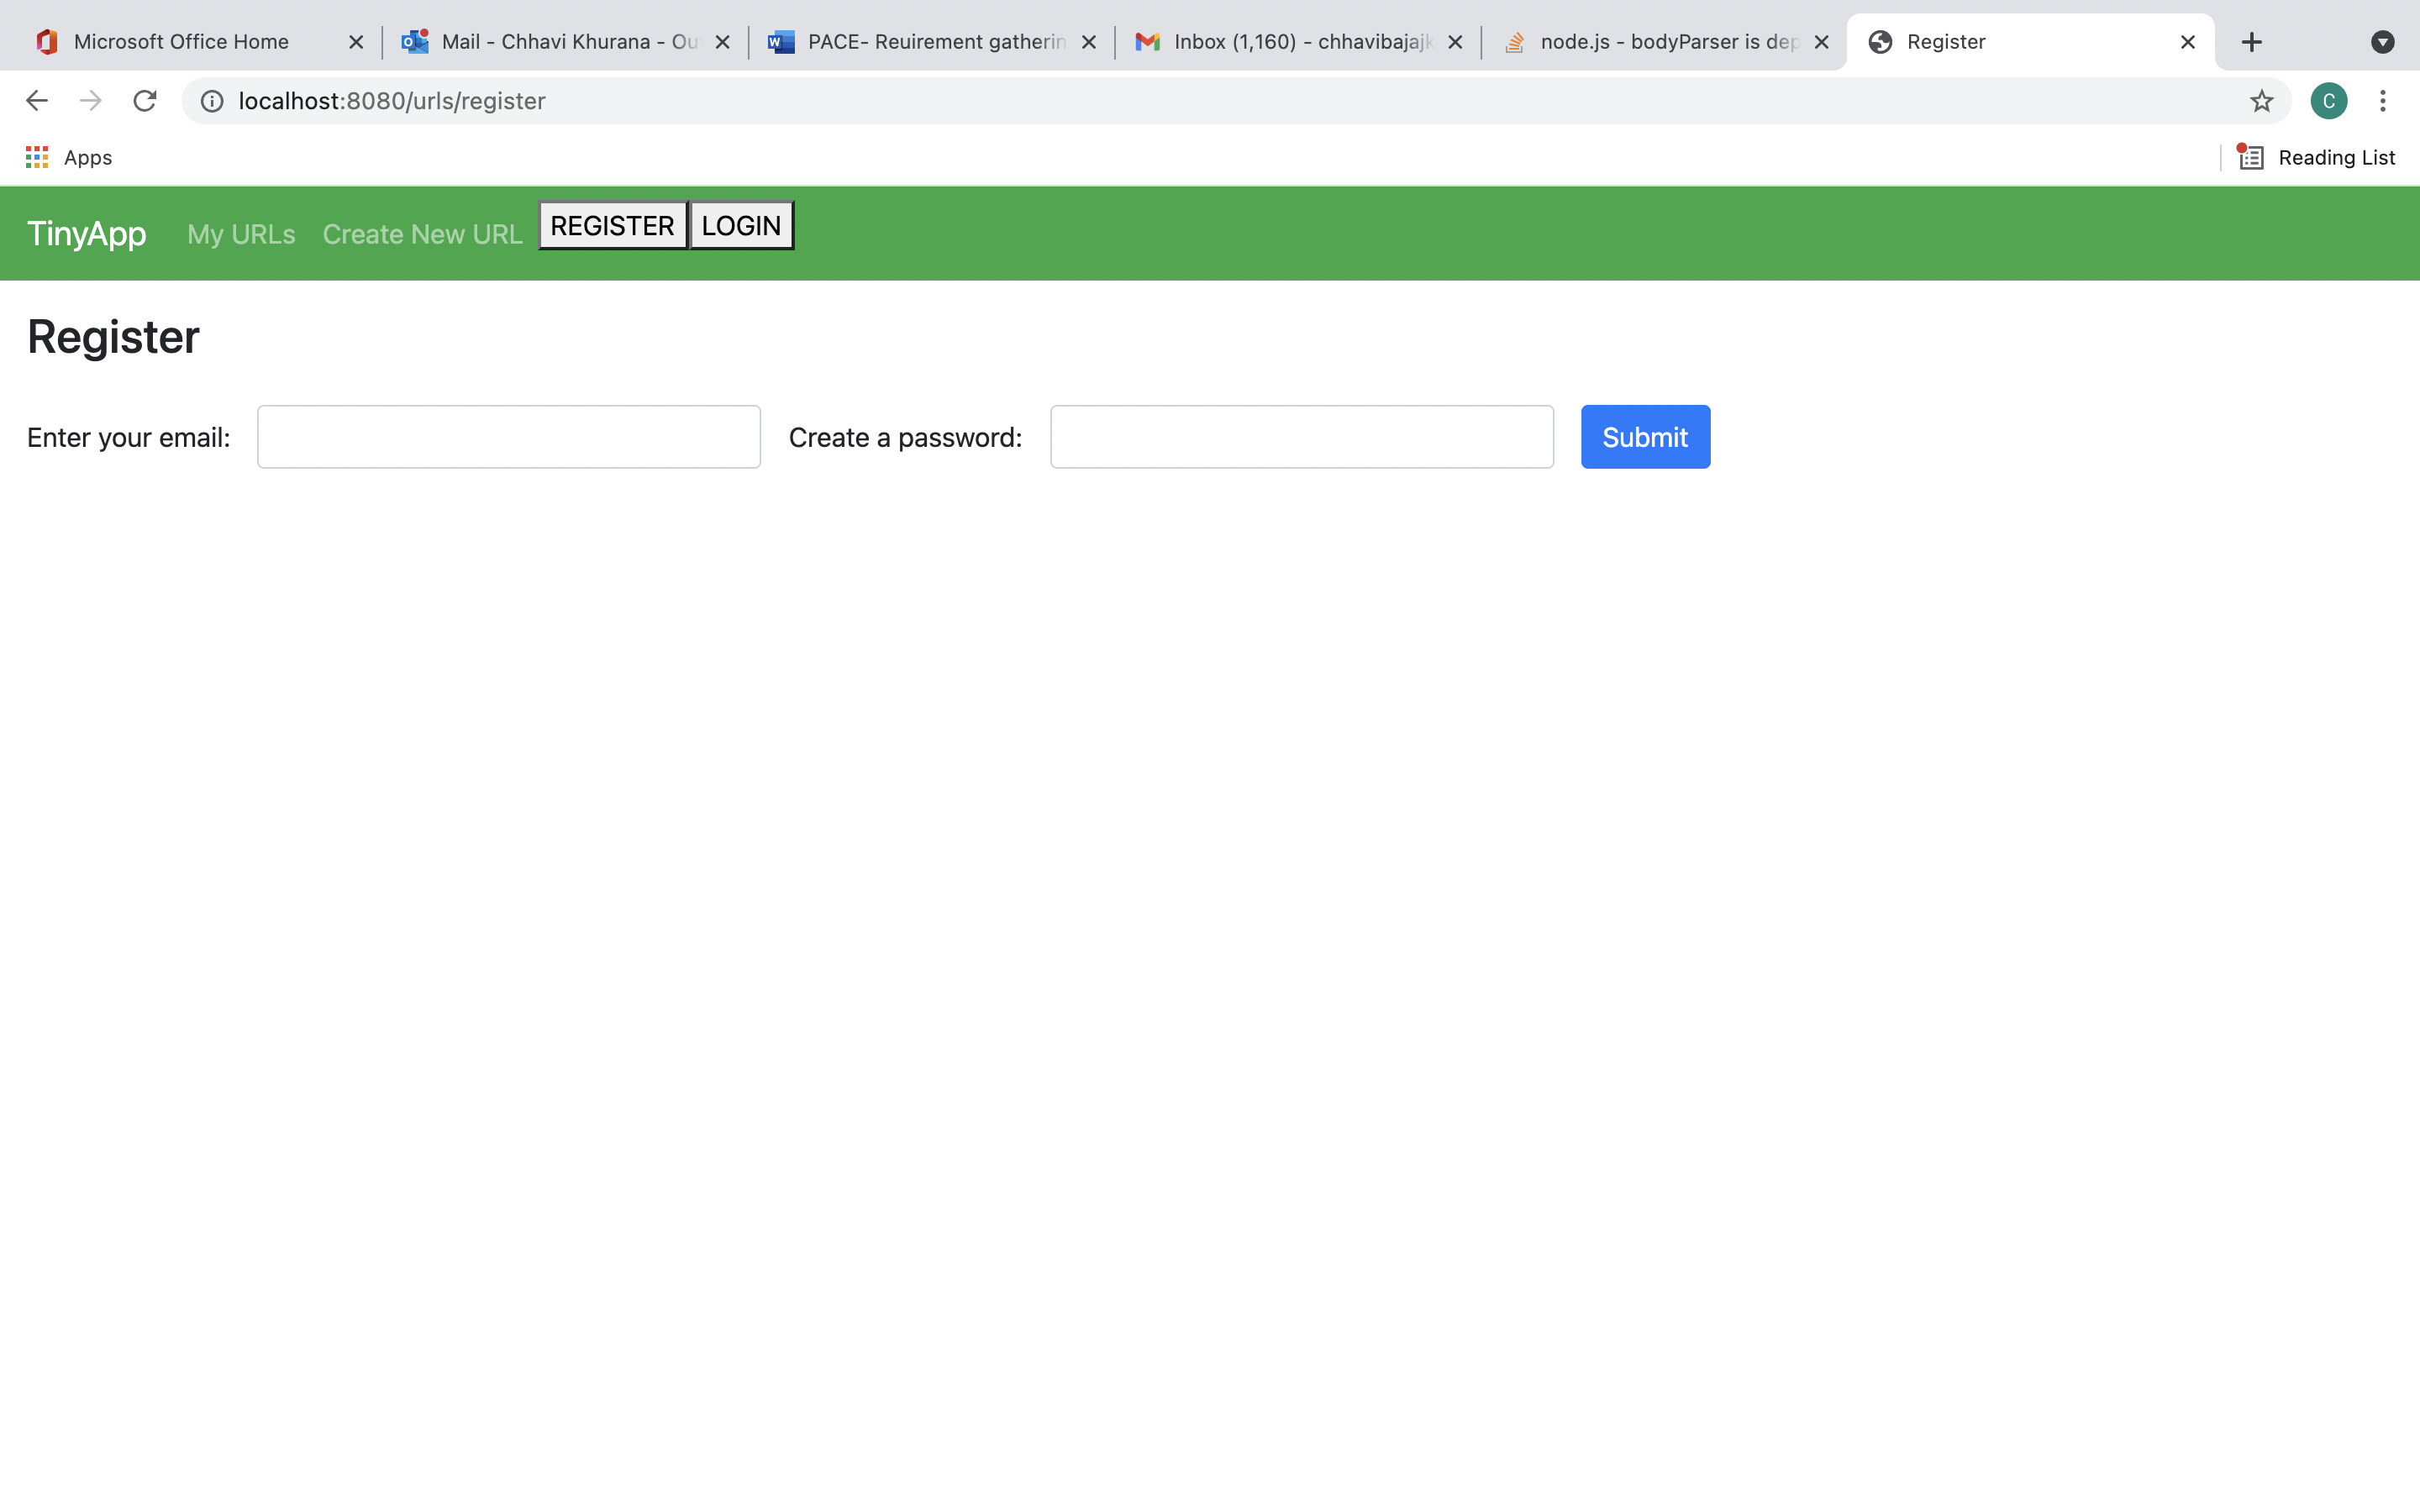 Microsoft Office Home
Mail - Chhavi Khurana - Ou
PACE- Reuirement gatherin
Inbox (1,160) - chhavibajajk
node.js - bodyParser is dep
Register
localhost:8080/urls/register
C
Apps
Reading List
TinyApp My URLs Create New URL REGISTER LOGIN
Register
Enter your email: Create a password: Submit